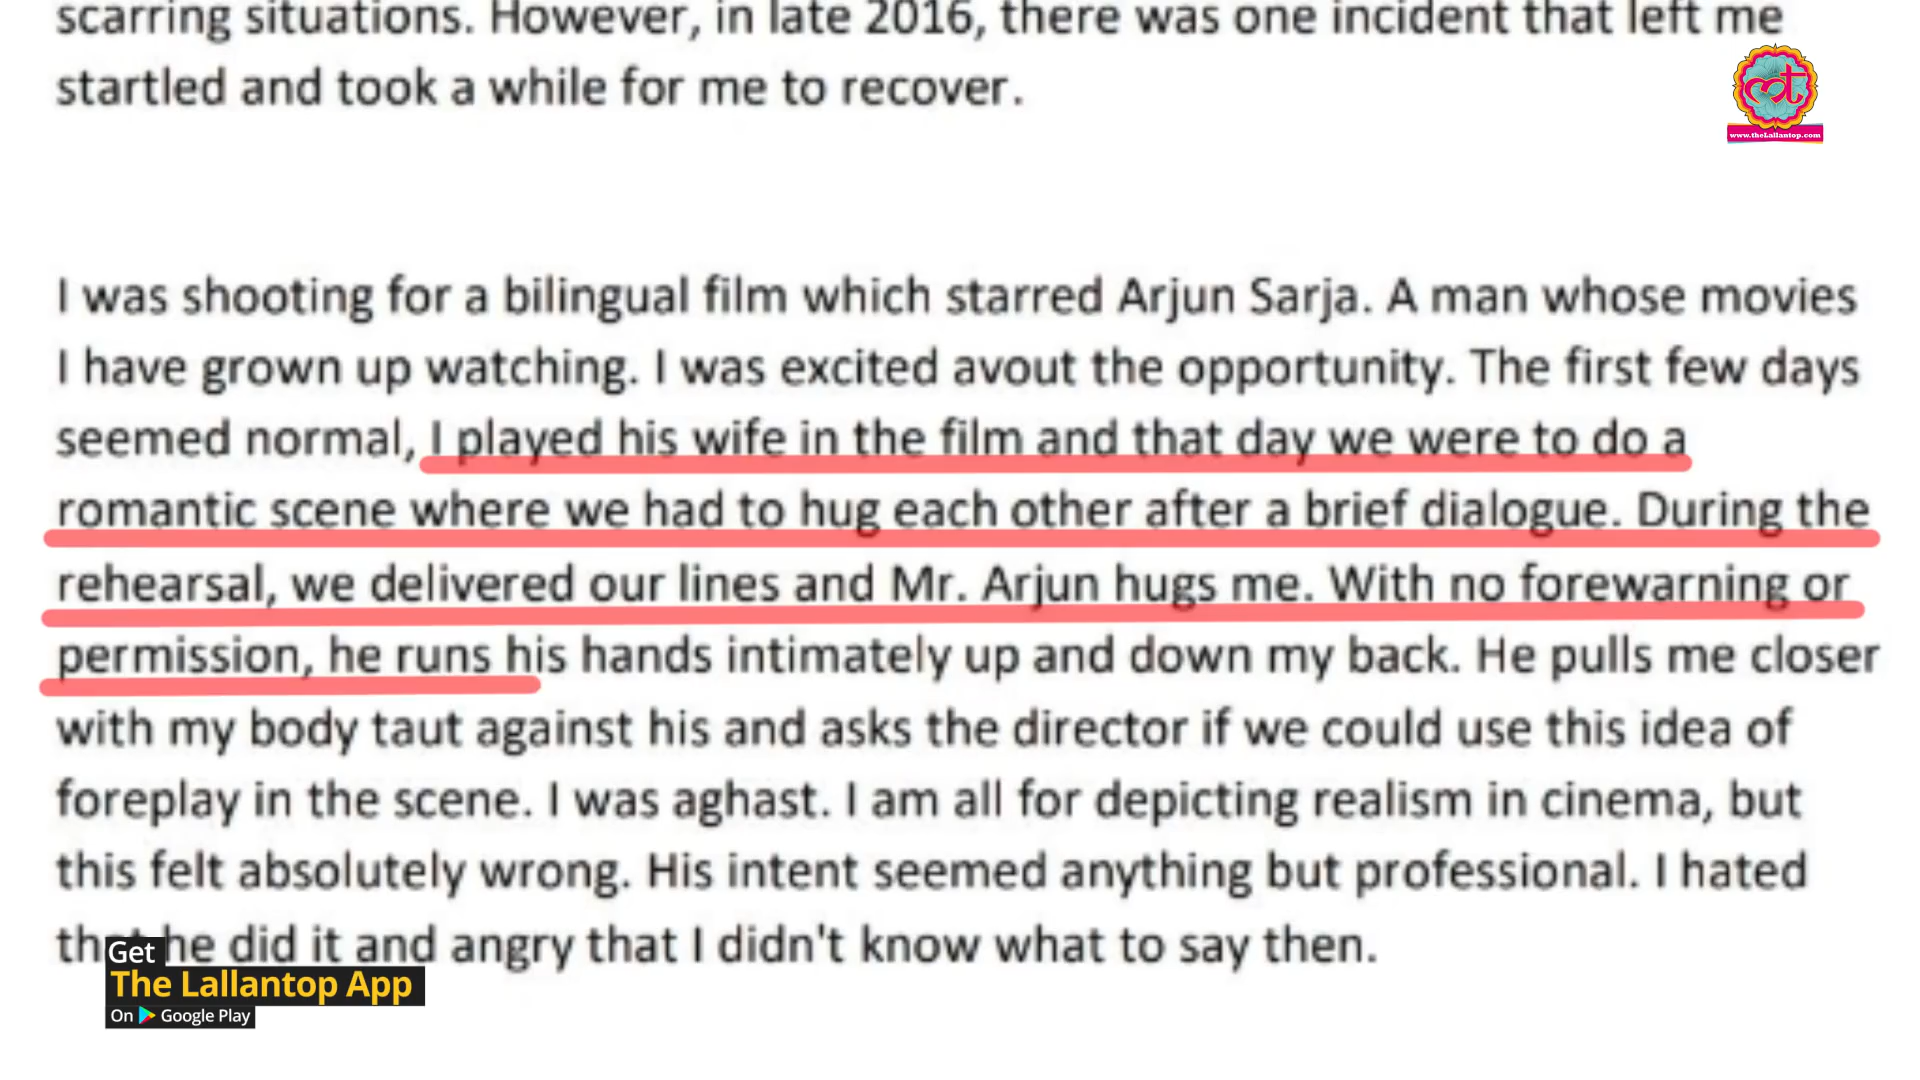 scarring situations. However, in late 2016, there was one incident that left me
startled and took a while for me to recover.
www.theLallantop.com
I was shooting for a bilingual film which starred Arjun Sarja. A man whose movies
I have grown up watching. I was excited avout the opportunity. The first few days
seemed normal, I played his wife in the film and that day we were to do a
romantic scene where we had to hug each other after a brief dialogue. During the
rehearsal, we delivered our lines and Mr. Arjun hugs me. With no forewarning or
permission, he runs his hands intimately up and down my back. He pulls me closer
with my body taut against his and asks the director if we could use this idea of
foreplay in the scene. I was aghast. I am all for depicting realism in cinema, but
this felt absolutely wrong. His intent seemed anything but professional. I hated
that he did it and angry that I didn't know what to say then.
Get
The Lallantop App
On Google Play